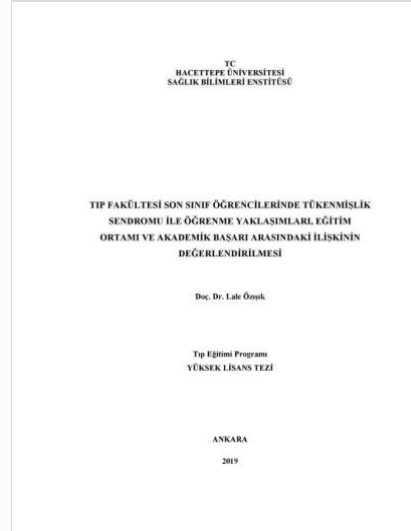 TC
HACETTEPE ÜNİVERSİTESİ
SAĞLIK BİLİMLERİ ENSTİTÜSÜ
TIP FAKÜLTESİ SON SINIF ÖĞRENCİLERİNDE TÜKENMİŞLİK
SENDROMU İLE ÖĞRENME YAKLAŞIMLARI, EĞİTİM
ORTAMI VE AKADEMİK BAŞARI ARASINDAKİ İLİŞKİNİN
DEĞERLENDİRİLMESİ
Doç. Dr. Lale Özışık
Tıp Eğitimi Programı
YÜKSEK LİSANS TEZİ
ANKARA
2019